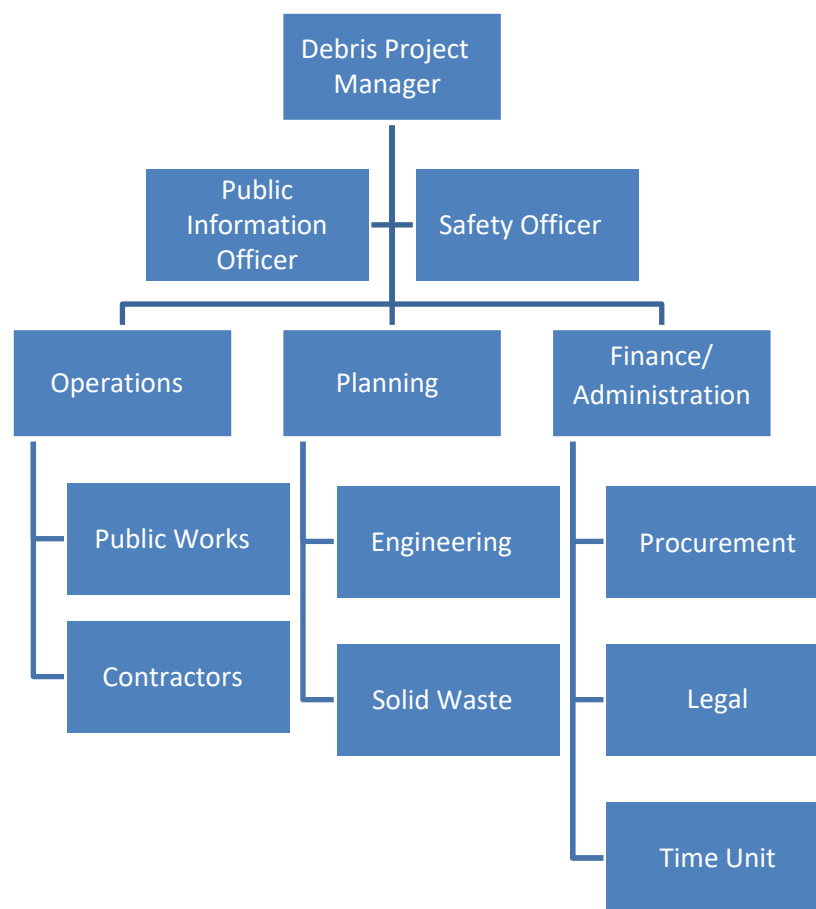 Debris Project
Manager
Public
Information
Officer
Safety Officer
Operations
Planning
Finance/
Administration
Public Works
Engineering
Procurement
Contractors
Solid Waste
Legal
Time Unit